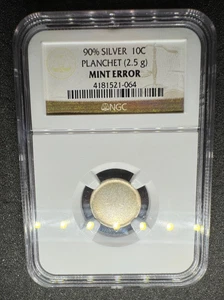 90% SILVER 10C
PLANCHET (2.5 g)
MINT ERROR
4181521-064
NGC